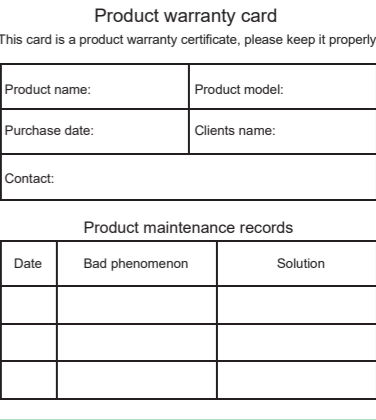 Product warranty card
This card is a product warranty certificate, please keep it properly
Product name: Product model:
Purchase date: Clients name:
Contact:
Product maintenance records
Date Bad phenomenon Solution